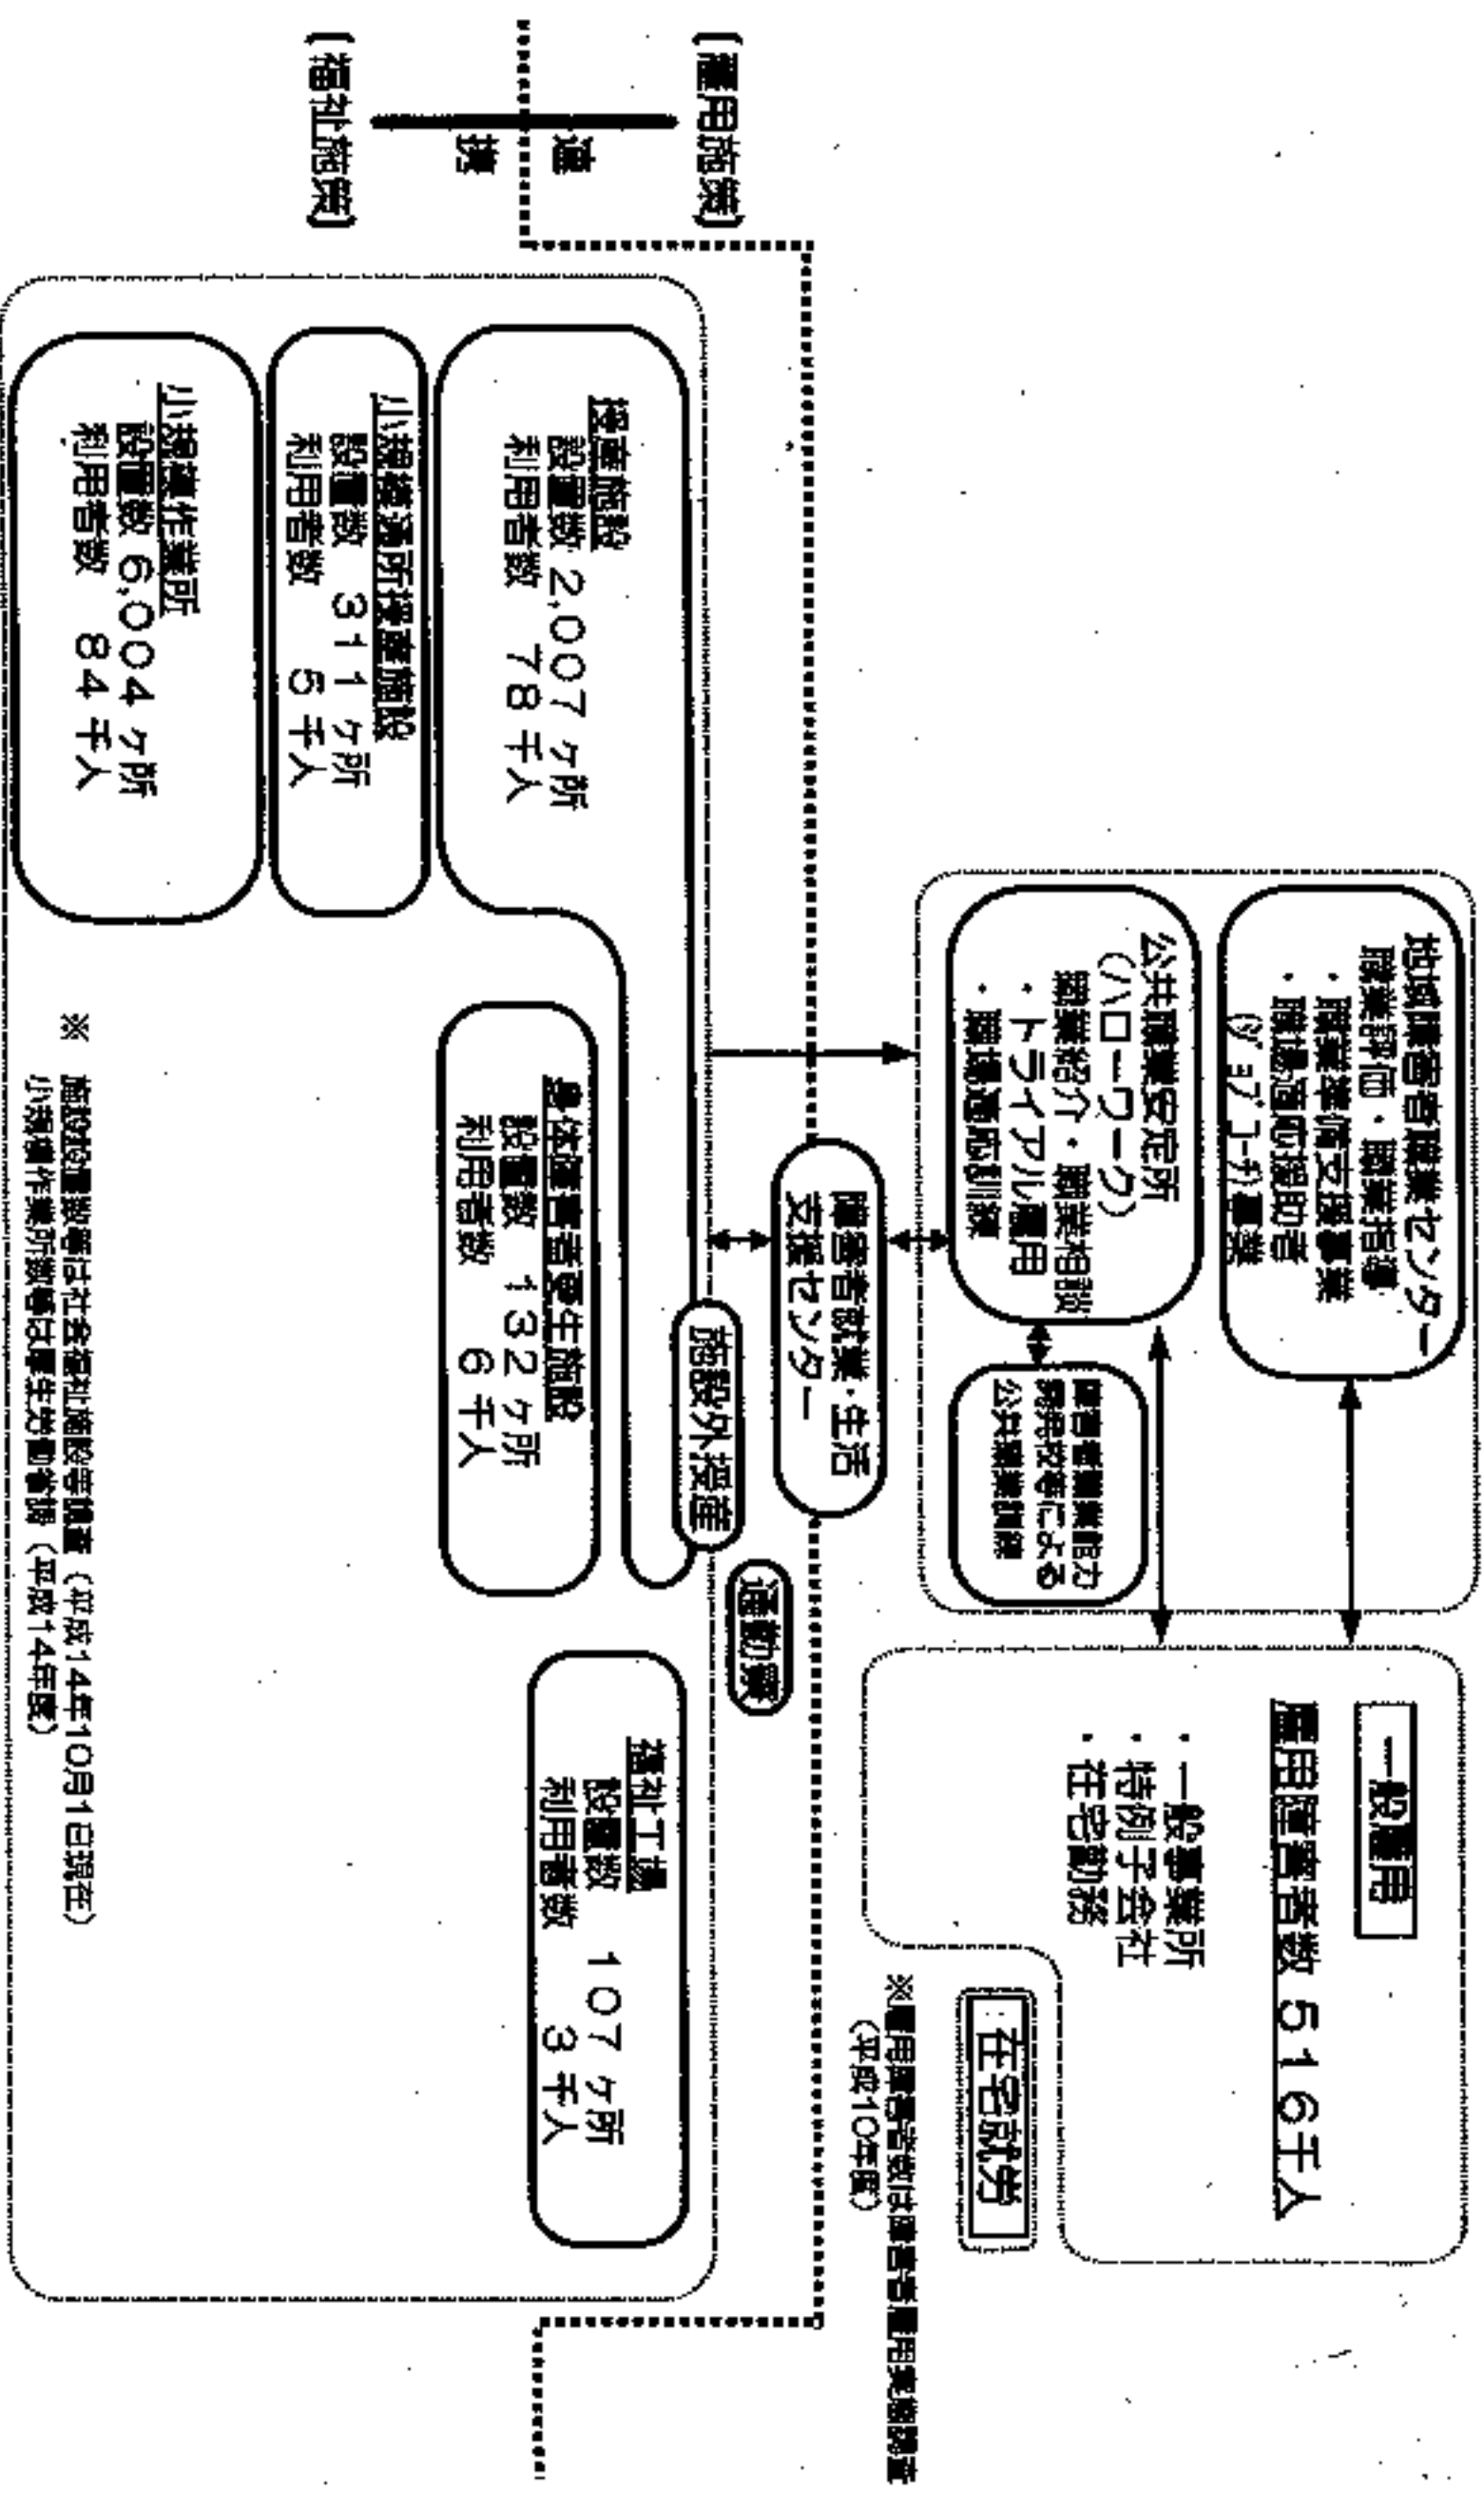 地域障害者職業センター
職業評価・職業指導
・職業準備支援事業
・職場適応援助者
(ジョブコーチ)事業
公共職業安定所
(ハローワーク)
職業紹介・職業相談
・トライアル雇用
・職場適応訓練
障害者職業能力
開発校等による
公共職業訓練
一般雇用
雇用障害者数 516千人
・一般事業所
・特例子会社
・在宅勤務
在宅就労
※雇用障害者数は障害者雇用実態調査
(平成10年度)
(雇用施策)
連
携
(福祉施策)
障害者就業・生活
支援センター
通勤寮
施設外授産
授産施設
設置数 2,007ヶ所
利用者数 78千人
小規模通所授産施設
設置数 311ヶ所
利用者数 5千人
小規模作業所
設置数 6,004ヶ所
利用者数 84千人
身体障害者更生施設
設置数 132ヶ所
利用者数 6千人
福祉工場
設置数 107ヶ所
利用者数 3千人
※ 施設設置数等は社会福祉施設等調査(平成14年10月1日現在)
小規模作業所数等は厚生労働省調(平成14年度)